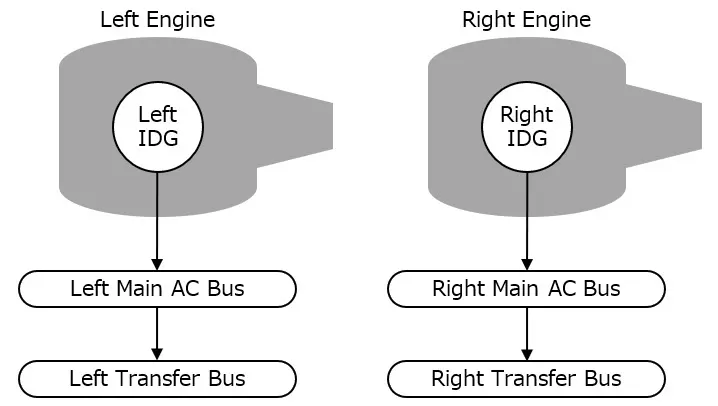 Left Engine
Right Engine
Left
IDG
Right
IDG
Left Main AC Bus
Right Main AC Bus
Left Transfer Bus
Right Transfer Bus